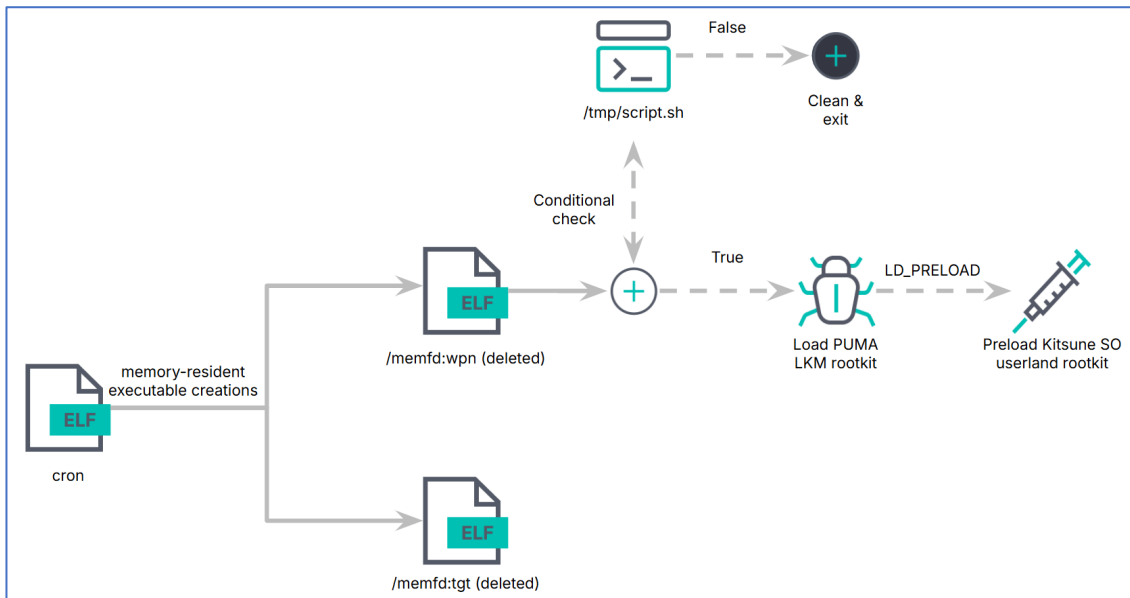 False
>_
/tmp/script.sh
Clean &
exit
Conditional
check
True
LD_PRELOAD
ELF
/memfd:wpn (deleted)
Load PUMA
LKM rootkit
Preload Kitsune SO
userland rootkit
memory-resident
executable creations
ELF
cron
ELF
/memfd:tgt (deleted)